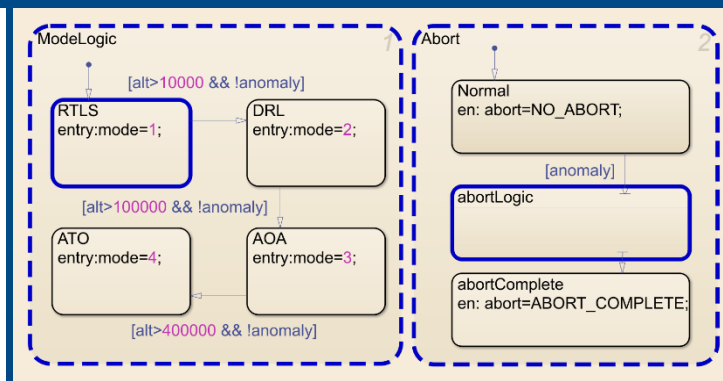 ModeLogic
1
[alt>10000 && !anomaly]
RTLS
entry:mode=1;
DRL
entry:mode=2;
[alt>100000 && !anomaly]
ATO
entry:mode=4;
AOA
entry:mode=3;
[alt>400000 && !anomaly]
Abort
2
Normal
en: abort=NO_ABORT;
[anomaly]
abortLogic
abortComplete
en: abort=ABORT_COMPLETE;